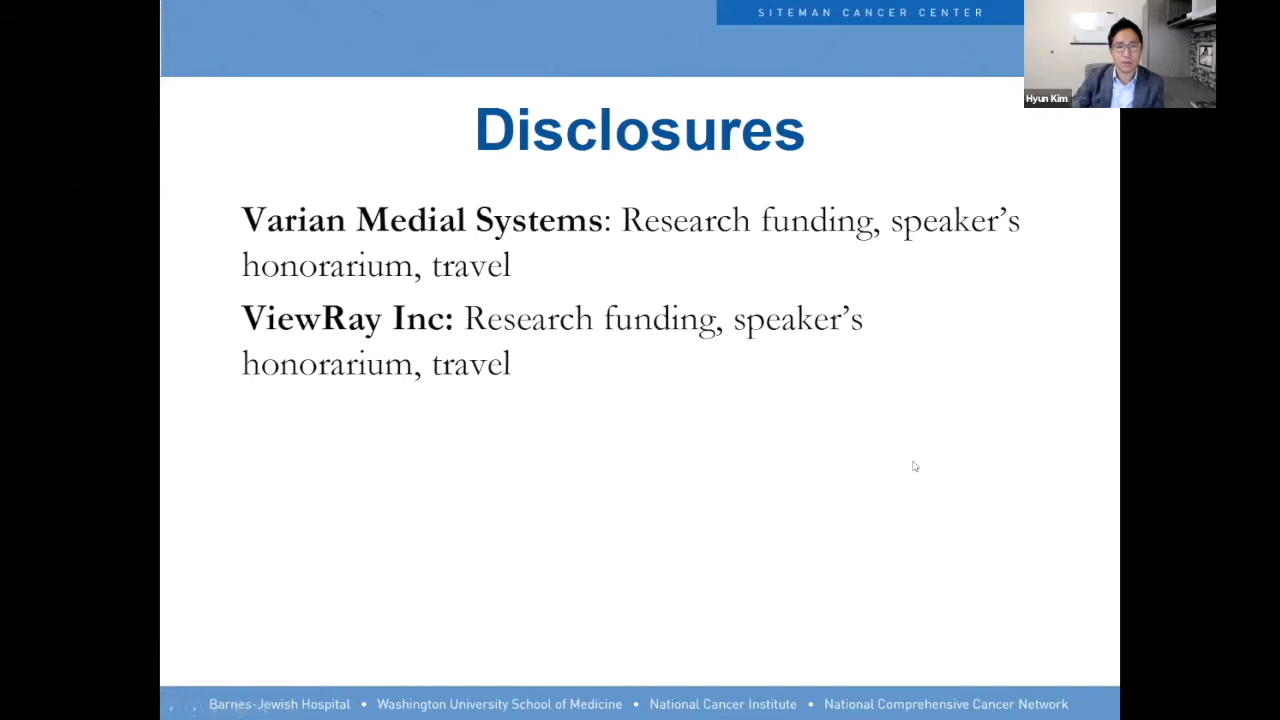 SITEMAN CANCER CENTER
Hyun Kim
Disclosures
Varian Medial Systems: Research funding, speaker's
honorarium, travel
ViewRay Inc: Research funding, speaker's
honorarium, travel
Barnes-Jewish Hospital • Washington University School of Medicine • National Cancer Institute • National Comprehensive Cancer Network